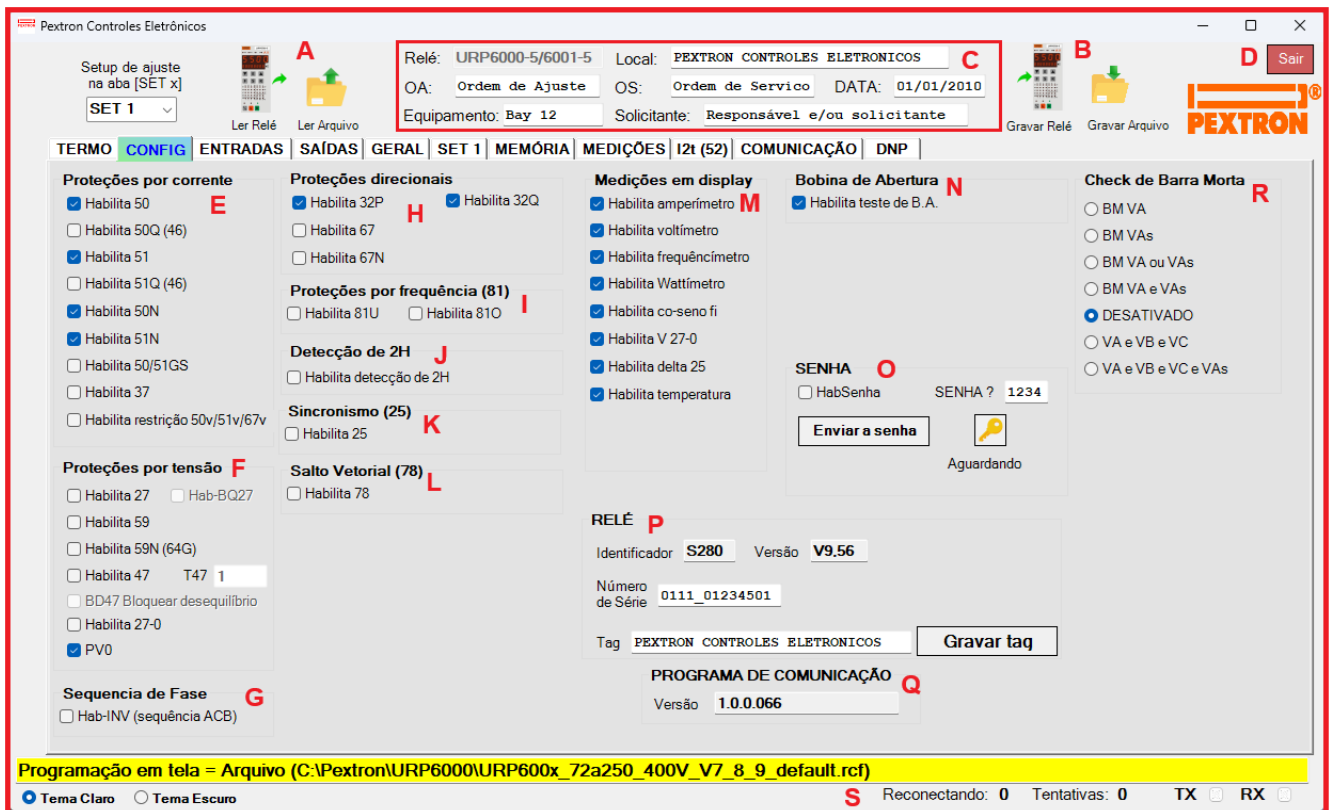 PEXTRON Pextron Controles Eletrônicos
Setup de ajuste
na aba [SET x]
SET 1
A
Ler Relé
Ler Arquivo
Relé: URP6000-5/6001-5 Local: PEXTRON CONTROLES ELETRONICOS C
OA: Ordem de Ajuste OS: Ordem de Servico DATA: 01/01/2010
Equipamento: Bay 12 Solicitante: Responsável e/ou solicitante
B
Gravar Relé
Gravar Arquivo
D Sair
PEXTRON®
TERMO CONFIG ENTRADAS SAÍDAS GERAL SET 1 MEMÓRIA MEDIÇÕES I2t (52) COMUNICAÇÃO DNP
Proteções por corrente
E
Habilita 50
Habilita 50Q (46)
Habilita 51
Habilita 51Q (46)
Habilita 50N
Habilita 51N
Habilita 50/51GS
Habilita 37
Habilita restrição 50v/51v/67v
Proteções por tensão F
Habilita 27 Hab-BQ27
Habilita 59
Habilita 59N (64G)
Habilita 47 T47 1
BD47 Bloquear desequilíbrio
Habilita 27-0
PV0
Sequencia de Fase
G
Hab-INV (sequência ACB)
Proteções direcionais
Habilita 32P H Habilita 32Q
Habilita 67
Habilita 67N
Proteções por frequência (81)
I
Habilita 81U Habilita 81O
Detecção de 2H J
Habilita detecção de 2H
Sincronismo (25)
K
Habilita 25
Salto Vetorial (78)
L
Habilita 78
Medições em display
Habilita amperímetro M
Habilita voltímetro
Habilita frequêncímetro
Habilita Wattímetro
Habilita co-seno fi
Habilita V 27-0
Habilita delta 25
Habilita temperatura
Bobina de Abertura
N
Habilita teste de B.A.
SENHA O
HabSenha SENHA ? 1234
Enviar a senha
Aguardando
RELÉ P
Identificador S280 Versão V9,56
Número
de Série 0111_01234501
Tag PEXTRON CONTROLES ELETRONICOS Gravar tag
PROGRAMA DE COMUNICAÇÃO
Q
Versão 1.0.0.066
Check de Barra Morta
R
BM VA
BM VAs
BM VA ou VAs
BM VA e VAs
DESATIVADO
VA e VB e VC
VA e VB e VC e VAs
Programação em tela = Arquivo (C:\Pextron\URP6000\URP600x_72a250_400V_V7_8_9_default.rcf)
Tema Claro Tema Escuro S Reconectando: 0 Tentativas: 0 TX RX